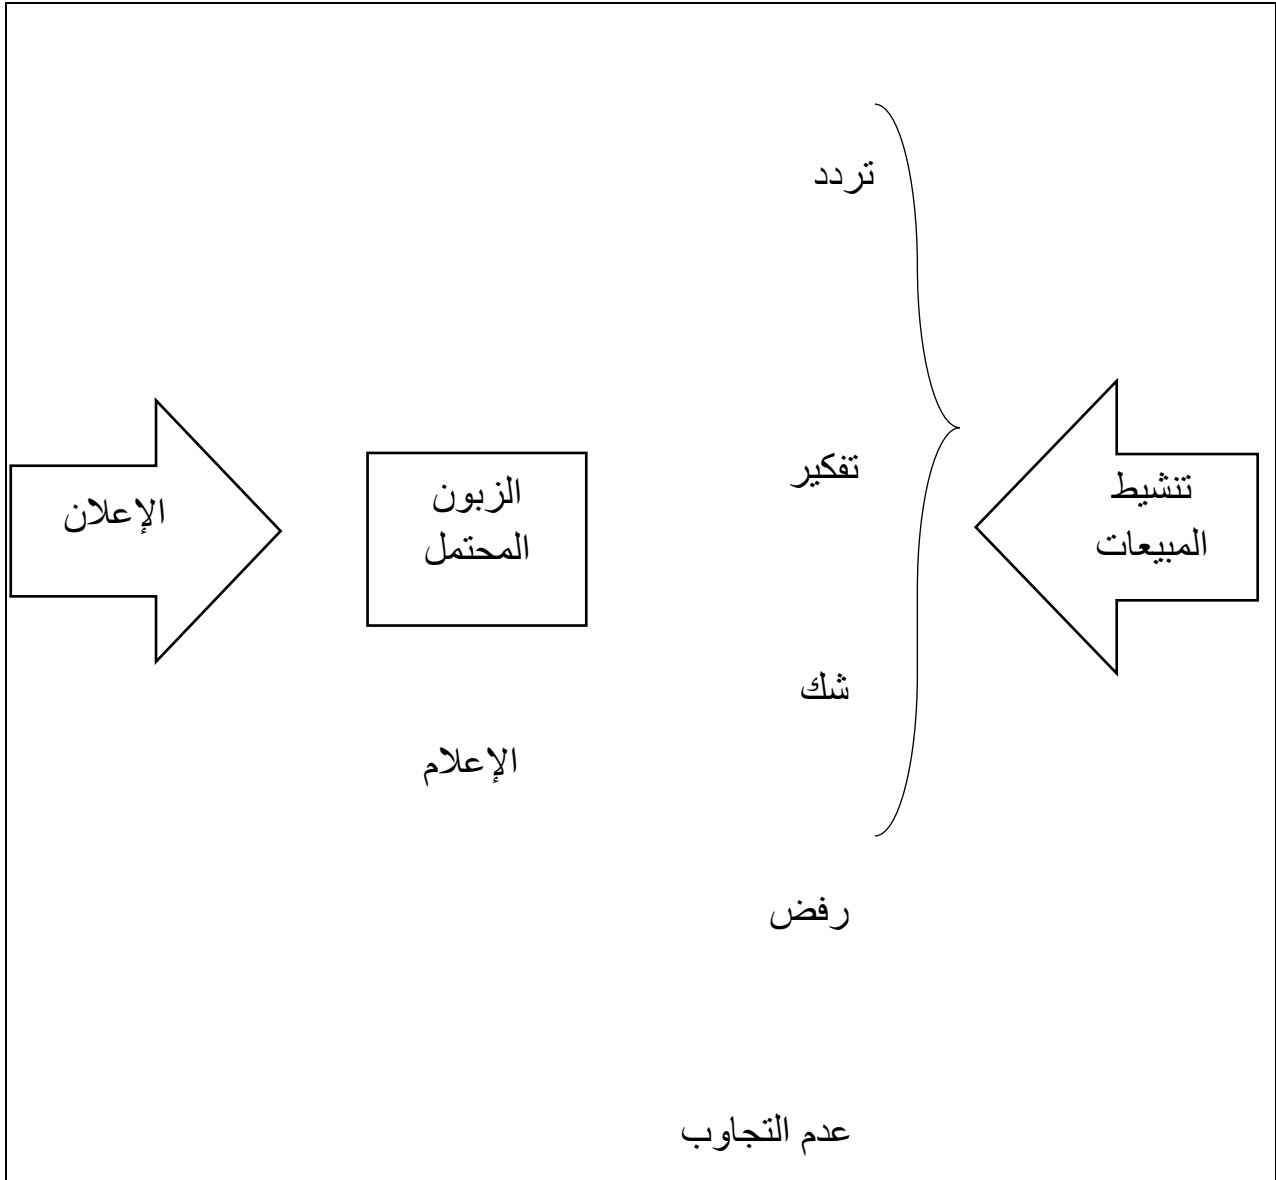 تردد
تفكير
تنشيط
المبيعات
الزبون
المحتمل
الإعلان
شك
الإعلام
رفض
عدم التجاوب